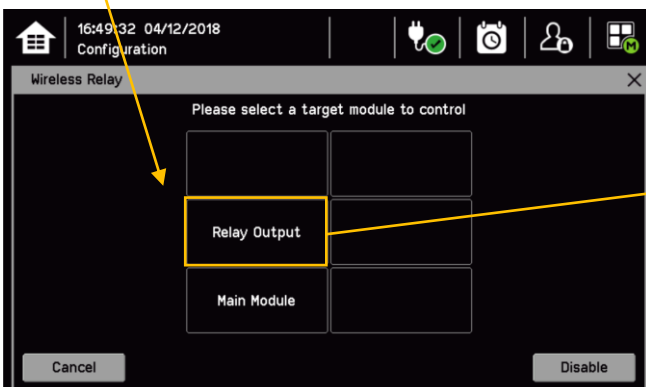 16:49:32 04/12/2018
Configuration
M
Wireless Relay
Please select a target module to control
Relay Output
Main Module
Cancel
Disable